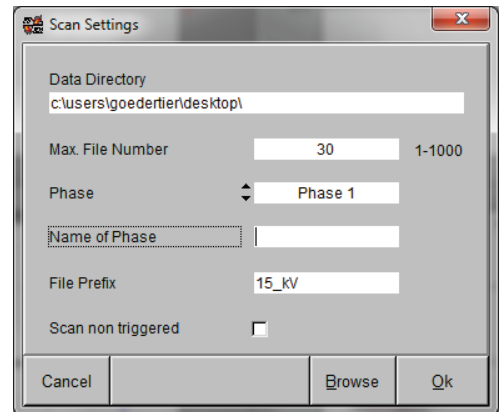 Scan Settings
Data Directory
c:\users\goedertier\desktop\
Max. File Number 30 1-1000
Phase Phase 1
Name of Phase
File Prefix 15_kV
Scan non triggered
Cancel Browse Ok